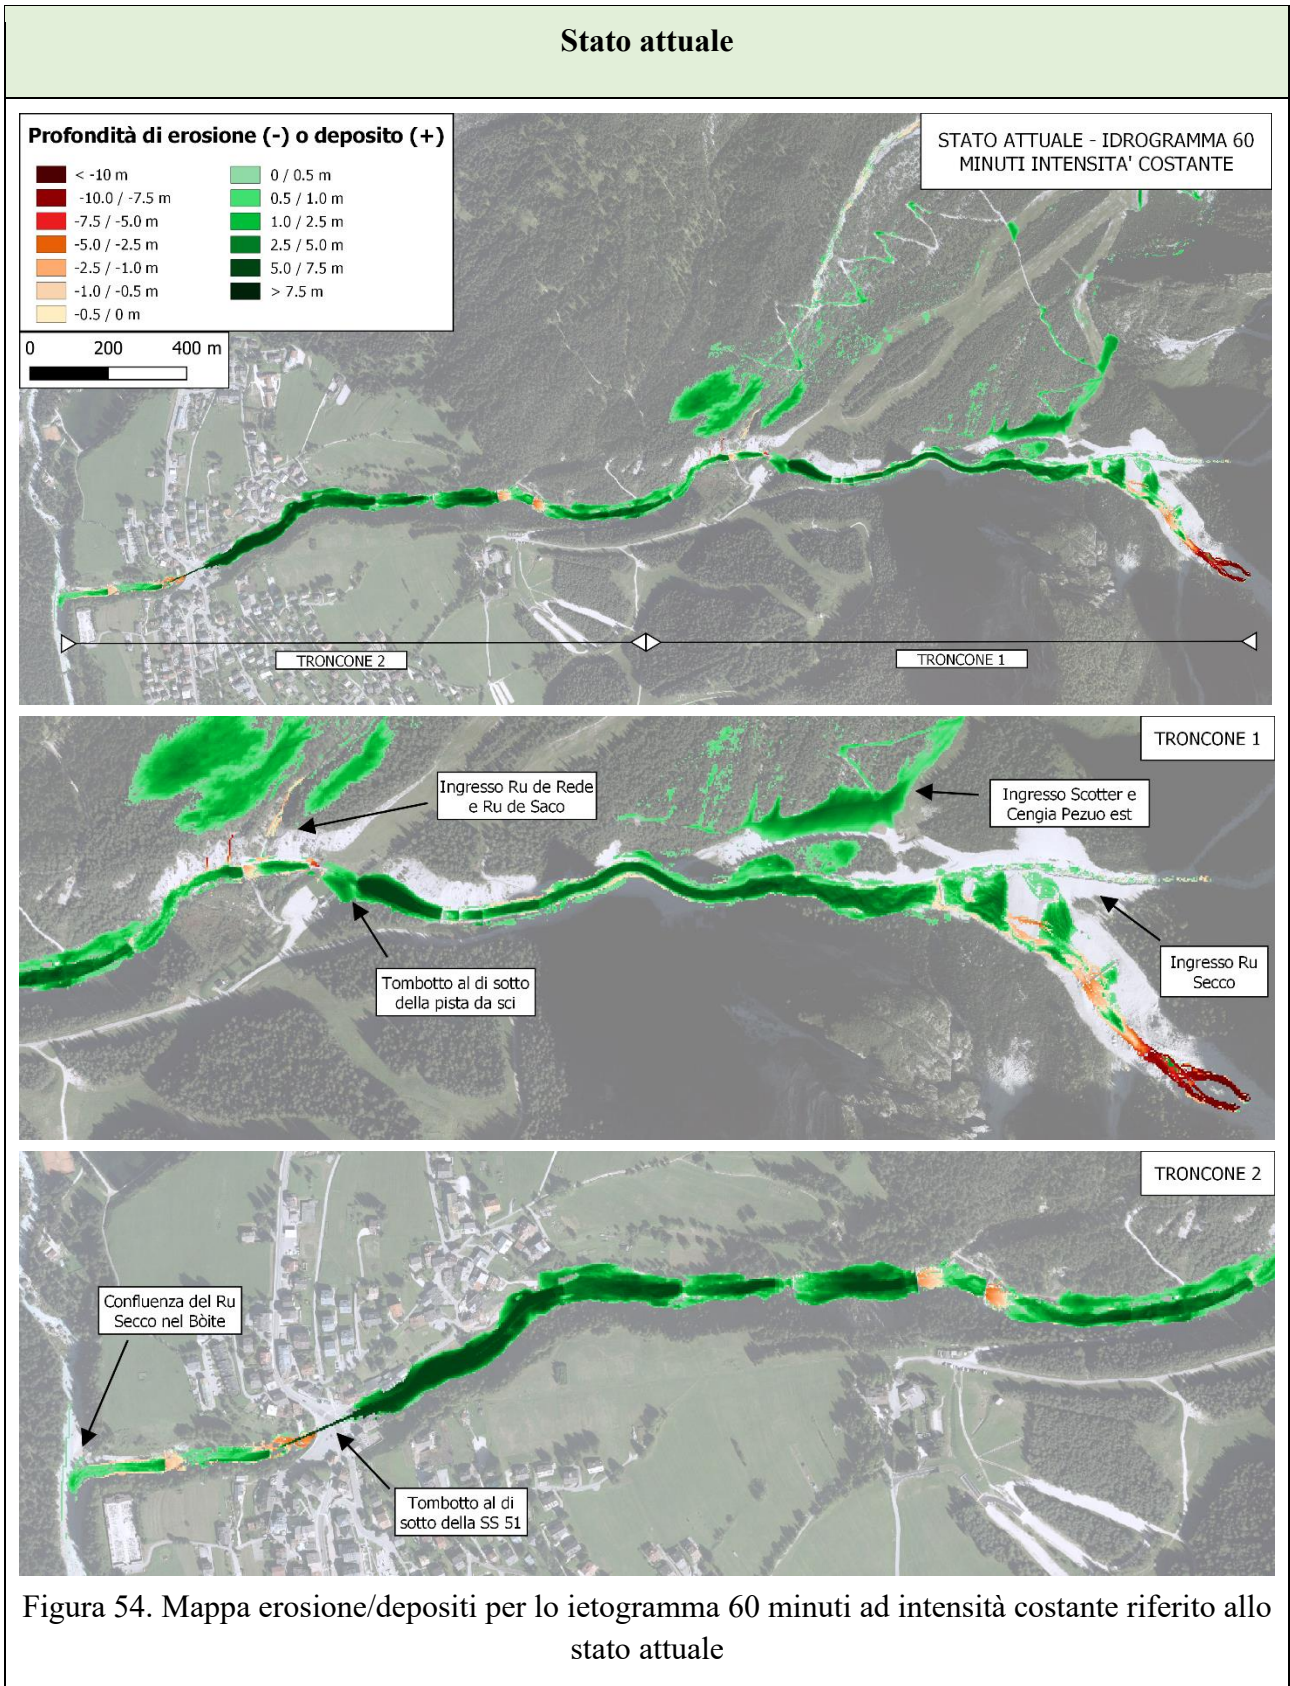 Stato attuale
Profondità di erosione (-) o deposito (+)
< -10 m
-10.0 / -7.5 m
-7.5 / -5.0 m
-5.0 / -2.5 m
-2.5 / -1.0 m
-1.0 / -0.5 m
-0.5 / 0 m
0 / 0.5 m
0.5 / 1.0 m
1.0 / 2.5 m
2.5 / 5.0 m
5.0 / 7.5 m
> 7.5 m
0 200 400 m
STATO ATTUALE - IDROGRAMMA 60
MINUTI INTENSITA' COSTANTE
TRONCONE 2
TRONCONE 1
TRONCONE 1
Ingresso Ru de Rede
e Ru de Saco
Ingresso Scotter e
Cengia Pezuo est
Tombotto al di sotto
della pista da sci
Ingresso Ru
Secco
TRONCONE 2
Confluenza del Ru
Secco nel Bòite
Tombotto al di
sotto della SS 51
Figura 54. Mappa erosione/depositi per lo ietogramma 60 minuti ad intensità costante riferito allo
stato attuale